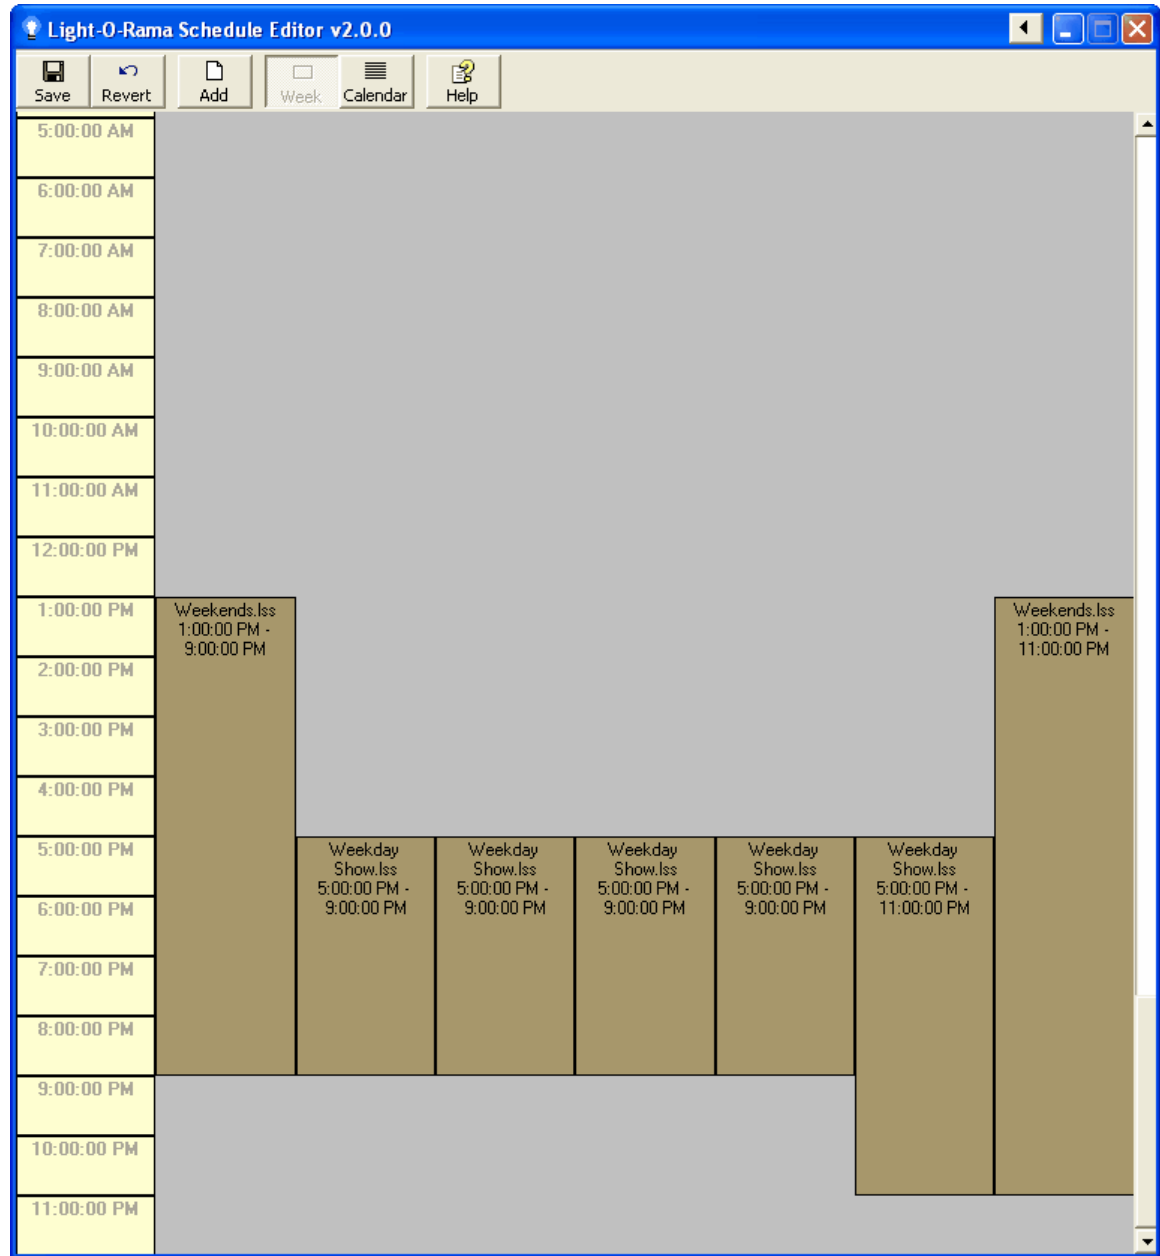 Light-O-Rama Schedule Editor v2.0.0
Save Revert Add Week Calendar Help
5:00:00 AM
6:00:00 AM
7:00:00 AM
8:00:00 AM
9:00:00 AM
10:00:00 AM
11:00:00 AM
12:00:00 PM
1:00:00 PM
2:00:00 PM
3:00:00 PM
4:00:00 PM
5:00:00 PM
6:00:00 PM
7:00:00 PM
8:00:00 PM
9:00:00 PM
10:00:00 PM
11:00:00 PM
Weekends.lss
1:00:00 PM -
9:00:00 PM
Weekday
Show.lss
5:00:00 PM -
9:00:00 PM
Weekday
Show.lss
5:00:00 PM -
9:00:00 PM
Weekday
Show.lss
5:00:00 PM -
9:00:00 PM
Weekday
Show.lss
5:00:00 PM -
9:00:00 PM
Weekday
Show.lss
5:00:00 PM -
11:00:00 PM
Weekends.lss
1:00:00 PM -
11:00:00 PM